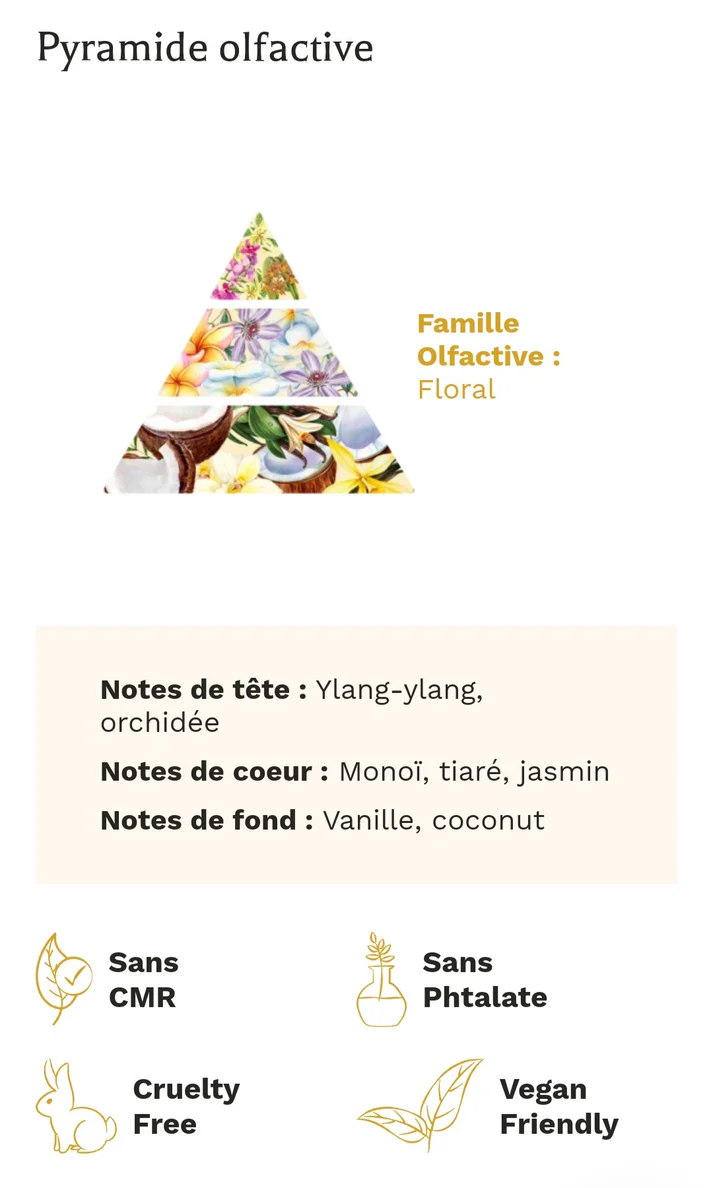 Pyramide olfactive
Famille
Olfactive :
Floral
Notes de tête : Ylang-ylang,
orchidée
Notes de coeur : Monoï, tiaré, jasmin
Notes de fond : Vanille, coconut
Sans
CMR
Sans
Phtalate
Cruelty
Free
Vegan
Friendly